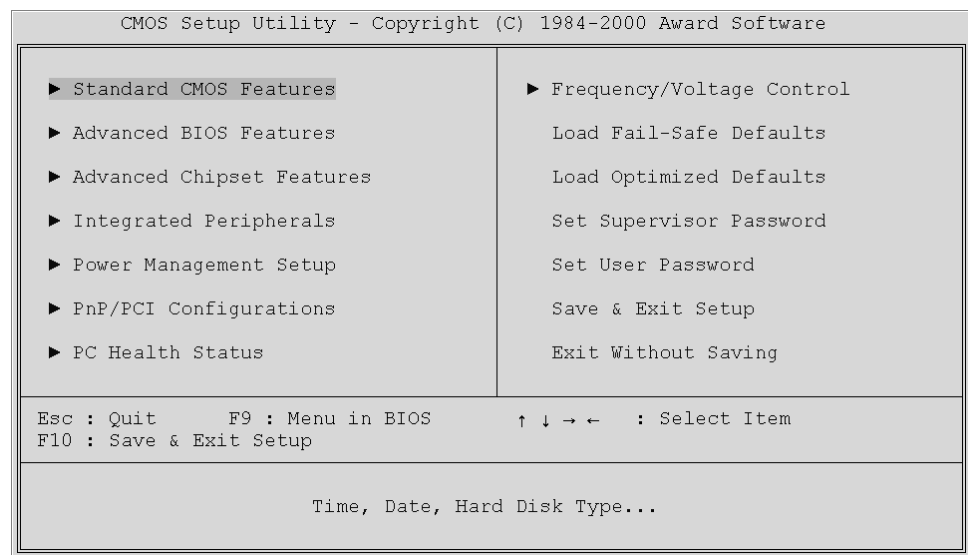 CMOS Setup Utility - Copyright (C) 1984-2000 Award Software
► Standard CMOS Features
► Advanced BIOS Features
► Advanced Chipset Features
► Integrated Peripherals
► Power Management Setup
► PnP/PCI Configurations
► PC Health Status
► Frequency/Voltage Control
Load Fail-Safe Defaults
Load Optimized Defaults
Set Supervisor Password
Set User Password
Save & Exit Setup
Exit Without Saving
Esc : Quit F9 : Menu in BIOS ↑ ↓ → ← : Select Item
F10 : Save & Exit Setup
Time, Date, Hard Disk Type...